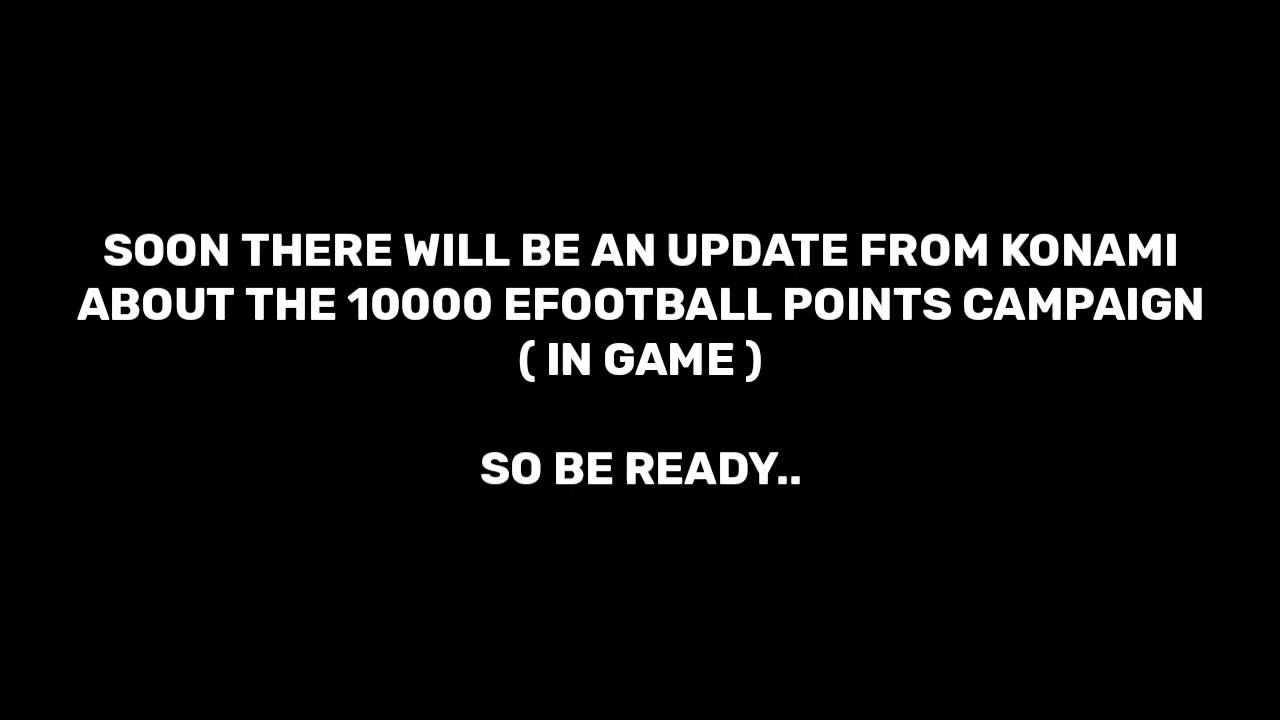 SOON THERE WILL BE AN UPDATE FROM KONAMI
ABOUT THE 10000 EFOOTBALL POINTS CAMPAIGN
( IN GAME )
SO BE READY..